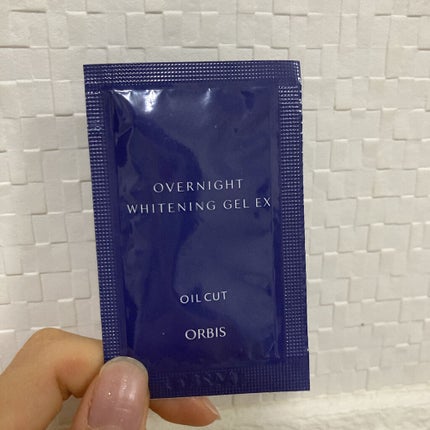 OVERNIGHT
WHITENING GEL EX
OIL CUT
ORBIS